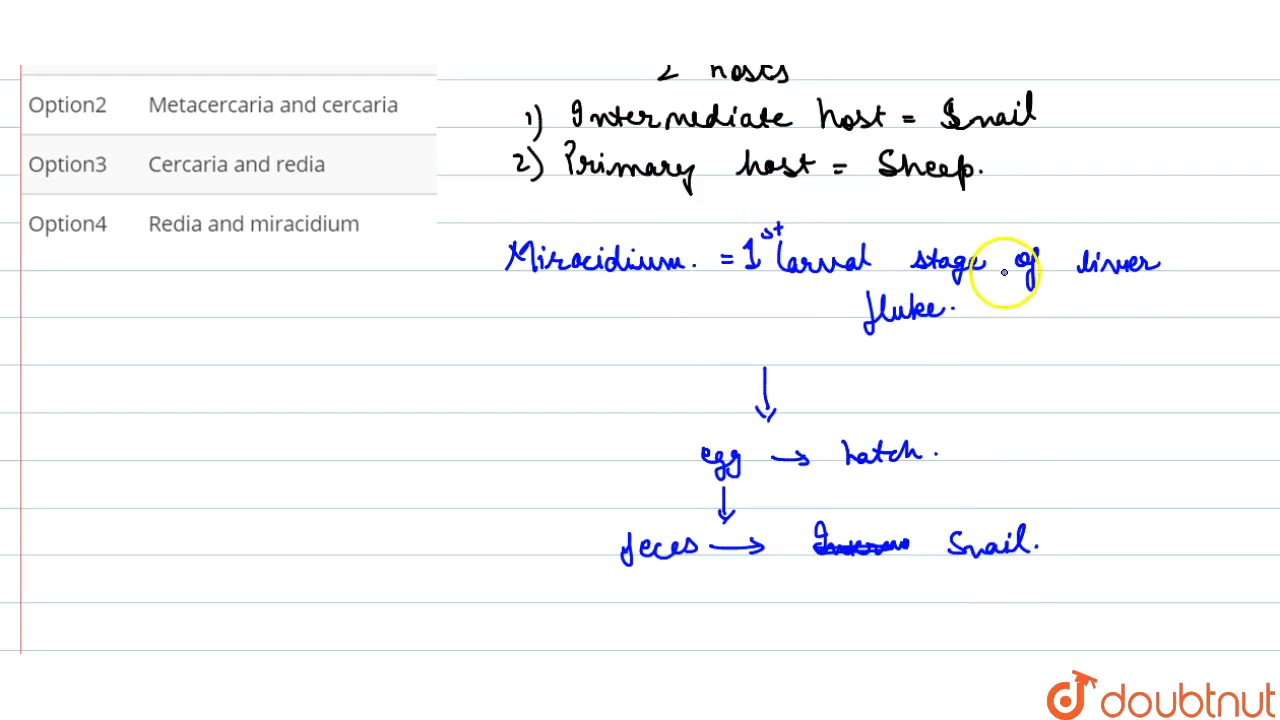 2 hosts
Option2 Metacercaria and cercaria
1) Intermediate host = Snail
Option3 Cercaria and redia
2) Primary host = Sheep.
Option4 Redia and miracidium
Miracidium. = 1st larval stage of liver
fluke.
egg → hatch.
feces → Snail.
doubtnut